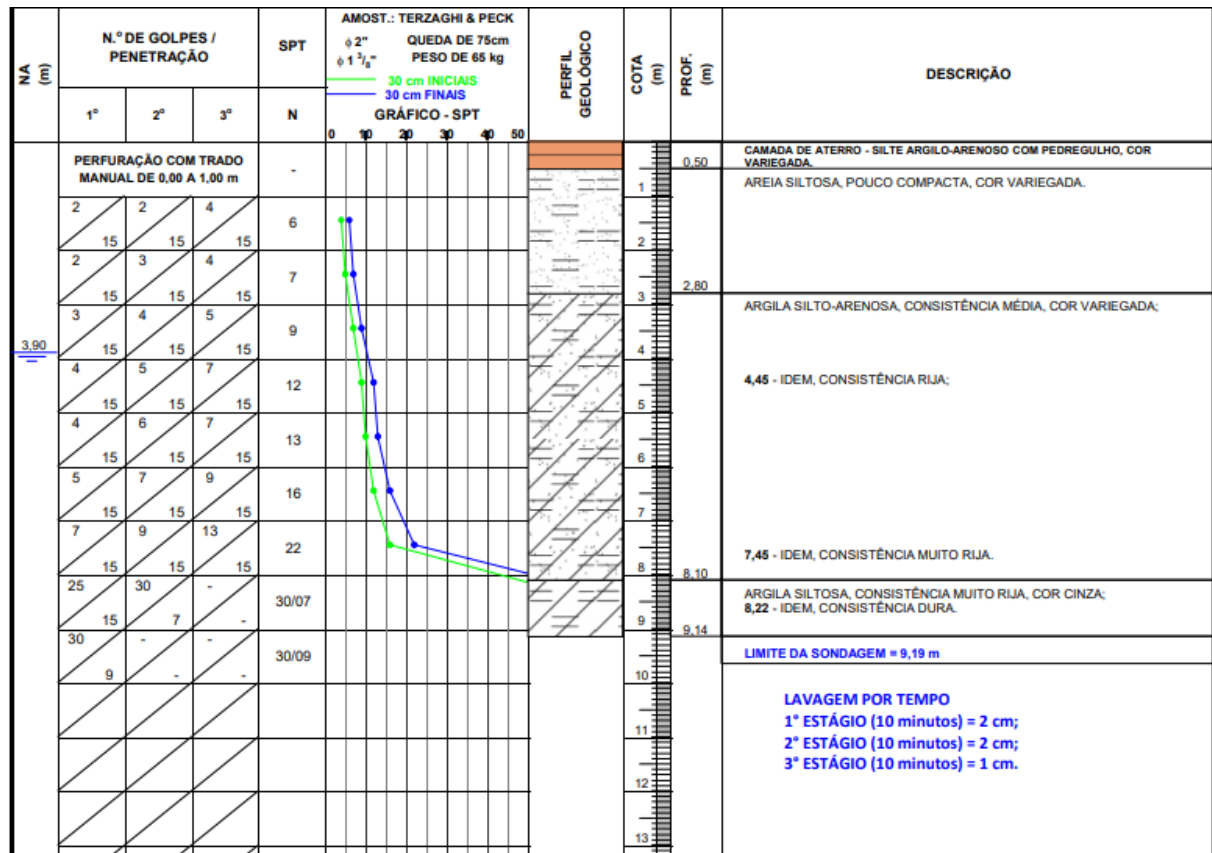 NA
(m)
N.º DE GOLPES /
PENETRAÇÃO
SPT
AMOST.: TERZAGHI & PECK
ϕ 2" QUEDA DE 75cm
ϕ 1 3/8" PESO DE 65 kg
30 cm INICIAIS
30 cm FINAIS
PERFIL
GEOLÓGICO
COTA
(m)
PROF.
(m)
DESCRIÇÃO
1º 2º 3º N GRÁFICO - SPT
0 10 20 30 40 50
PERFURAÇÃO COM TRADO
MANUAL DE 0,00 A 1,00 m
-
0,50
CAMADA DE ATERRO - SILTE ARGILO-ARENOSO COM PEDREGULHO, COR
VARIEGADA.
1
AREIA SILTOSA, POUCO COMPACTA, COR VARIEGADA.
2 2 4
6
15 15 15
2
2 3 4
7
15 15 15
2,80
3
ARGILA SILTO-ARENOSA, CONSISTÊNCIA MÉDIA, COR VARIEGADA;
3 4 5
9
15 15 15
3,90
4
4 5 7
12
15 15 15
4,45 - IDEM, CONSISTÊNCIA RIJA;
5
4 6 7
13
15 15 15
6
5 7 9
16
15 15 15
7
7 9 13
22
15 15 15
7,45 - IDEM, CONSISTÊNCIA MUITO RIJA.
8
8,10
25 30 -
30/07
15 7 -
ARGILA SILTOSA, CONSISTÊNCIA MUITO RIJA, COR CINZA;
8,22 - IDEM, CONSISTÊNCIA DURA.
9
9,14
30 - -
30/09
9 - -
LIMITE DA SONDAGEM = 9,19 m
10
LAVAGEM POR TEMPO
1° ESTÁGIO (10 minutos) = 2 cm;
2° ESTÁGIO (10 minutos) = 2 cm;
3° ESTÁGIO (10 minutos) = 1 cm.
11
12
13